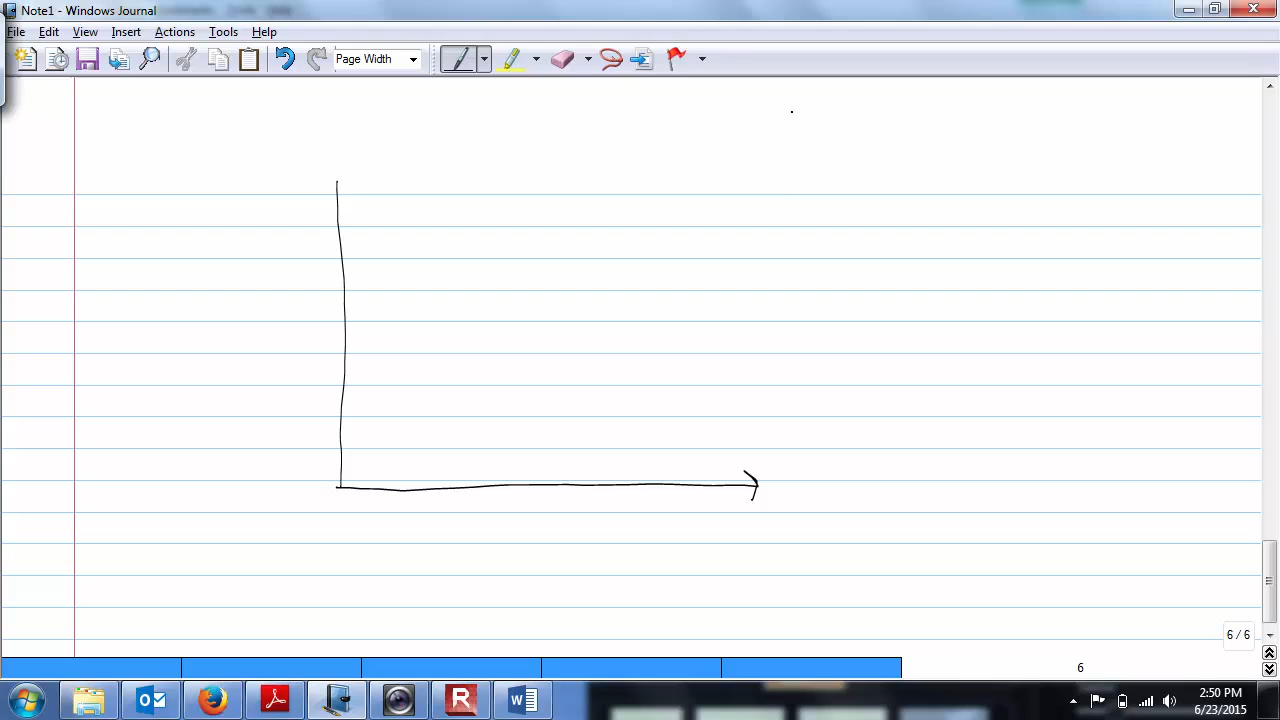 Note1 - Windows Journal
File Edit View Insert Actions Tools Help
Page Width
6 / 6
6
2:50 PM
6/23/2015